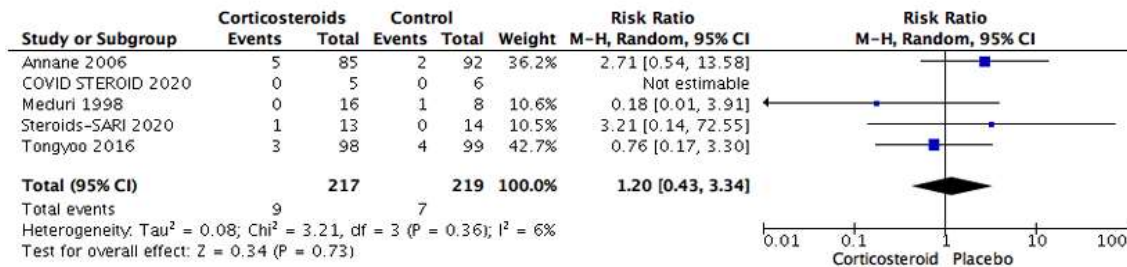 Corticosteroids Control Risk Ratio Risk Ratio
Study or Subgroup Events Total Events Total Weight M-H, Random, 95% CI M-H, Random, 95% CI
Annane 2006 5 85 2 92 36.2% 2.71 [0.54, 13.58]
COVID STEROID 2020 0 5 0 6 Not estimable
Meduri 1998 0 16 1 8 10.6% 0.18 [0.01, 3.91]
Steroids-SARI 2020 1 13 0 14 10.5% 3.21 [0.14, 72.55]
Tongyoo 2016 3 98 4 99 42.7% 0.76 [0.17, 3.30]
Total (95% CI) 217 219 100.0% 1.20 [0.43, 3.34]
Total events 9 7
Heterogeneity: Tau² = 0.08; Chi² = 3.21, df = 3 (P = 0.36); I² = 6%
Test for overall effect: Z = 0.34 (P = 0.73)
0.01 0.1 1 10 100
Corticosteroid Placebo